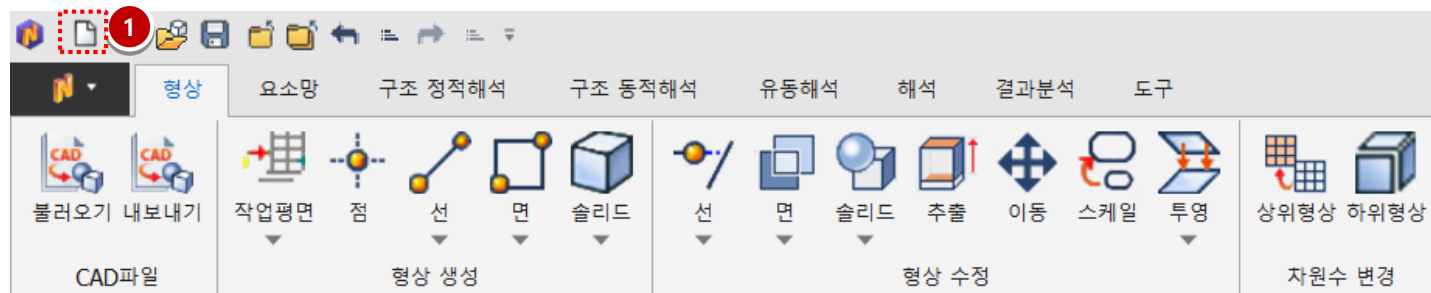 1
형상 요소망 구조 정적해석 구조 동적해석 유동해석 해석 결과분석 도구
CAD CAD
불러오기 내보내기 작업평면 점 선 면 솔리드 선 면 솔리드 추출 이동 스케일 투영 상위형상 하위형상
CAD파일 형상 생성 형상 수정 차원수 변경